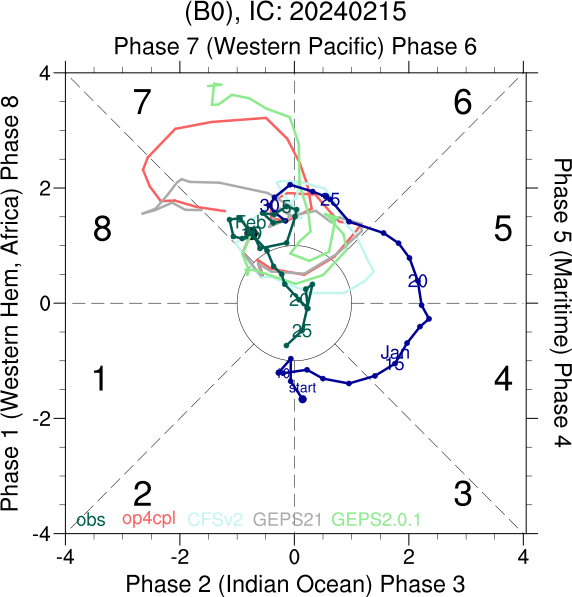 (B0), IC: 20240215
Phase 7 (Western Pacific) Phase 6
Phase 1 (Western Hem, Africa) Phase 8
Phase 5 (Maritime) Phase 4
4
2
0
-2
-4
7
6
8
5
1
4
2
3
305
25
Feb
20
20
25
Jan
15
10
start
obs op4cpl CFSv2 GEPS21 GEPS2.0.1
-4 -2 0 2 4
Phase 2 (Indian Ocean) Phase 3